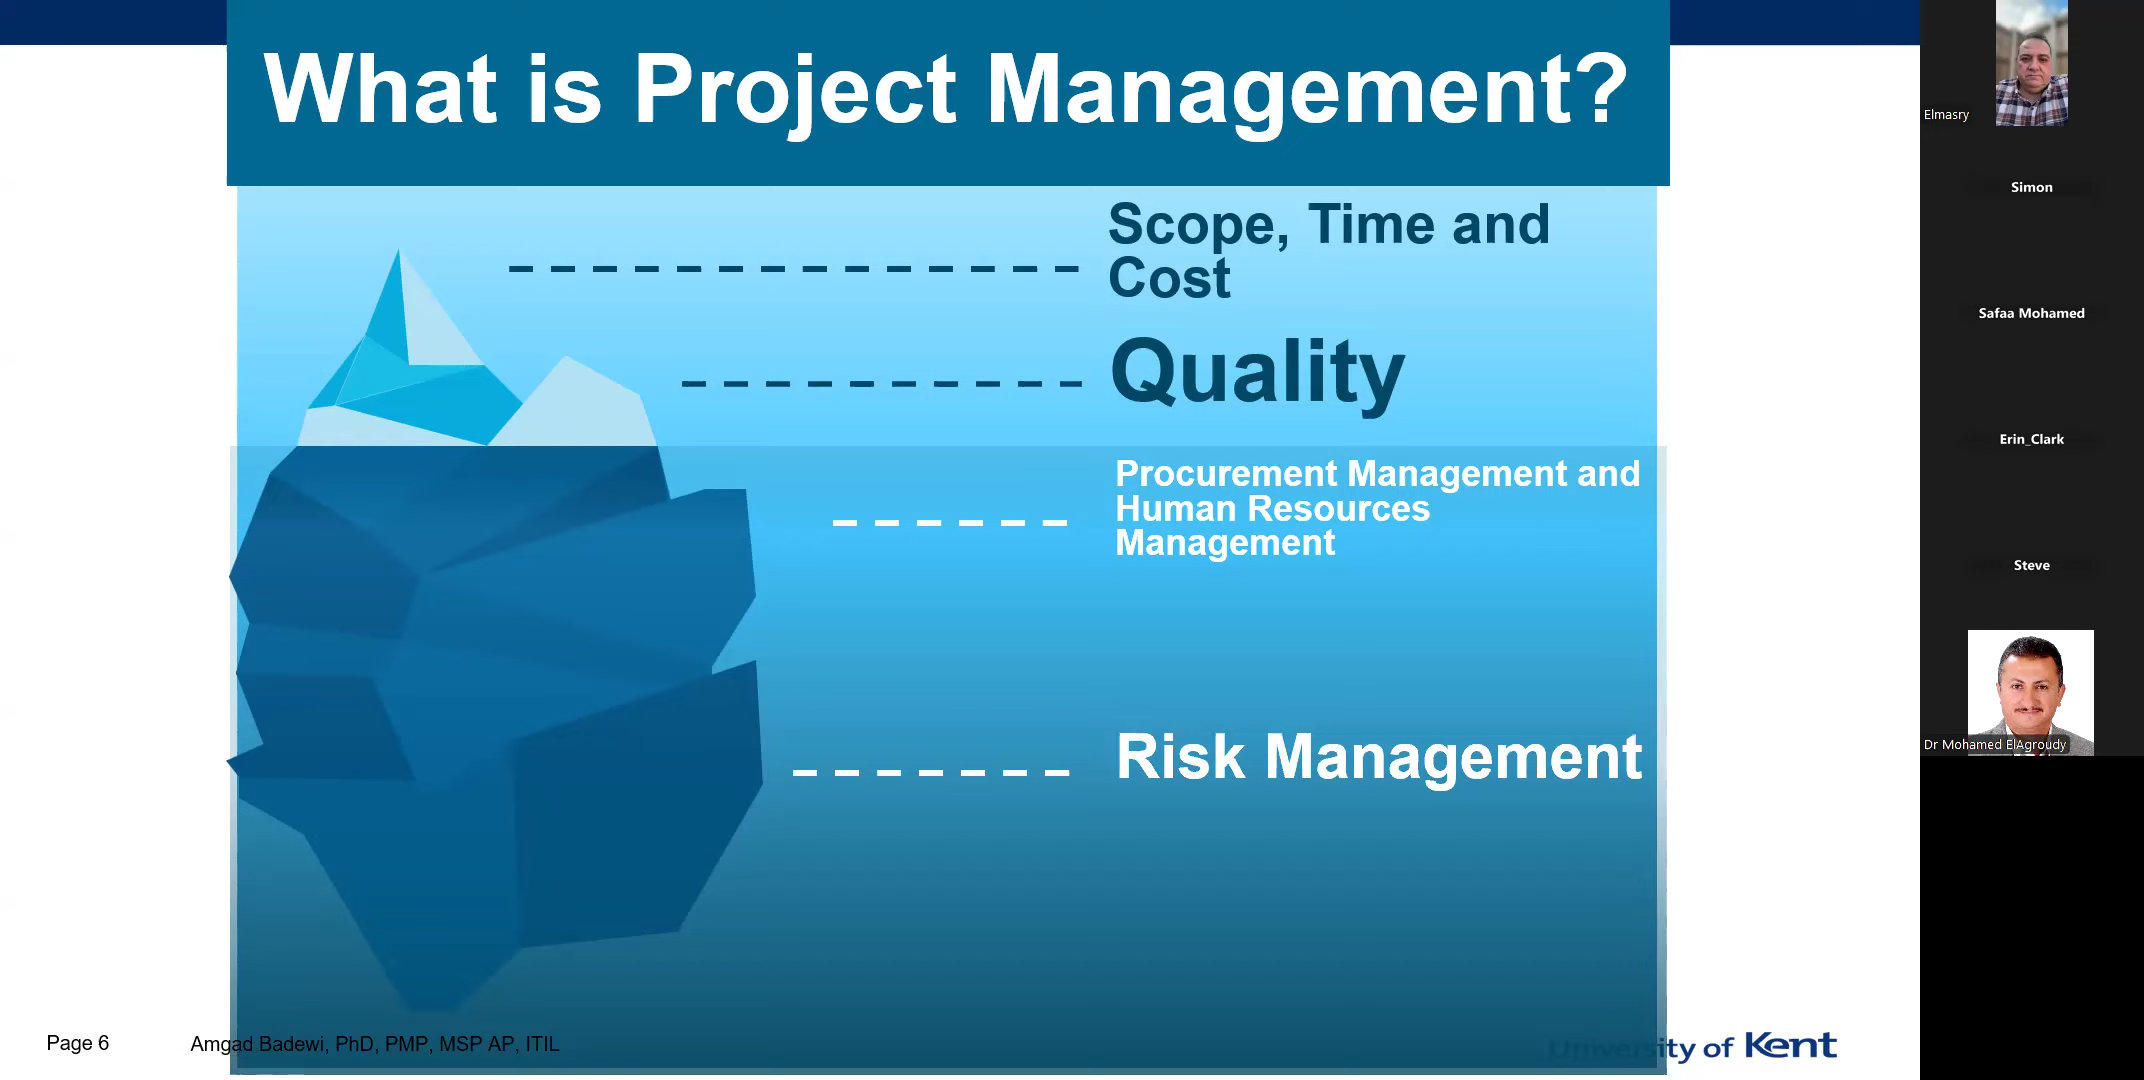 What is Project Management?
Scope, Time and
Cost
Quality
Procurement Management and
Human Resources
Management
Risk Management
Page 6
Amgad Badewi, PhD, PMP, MSP AP, ITIL
University of Kent
Elmasry
Simon
Safaa Mohamed
Erin_Clark
Steve
Dr Mohamed ElAgroudy